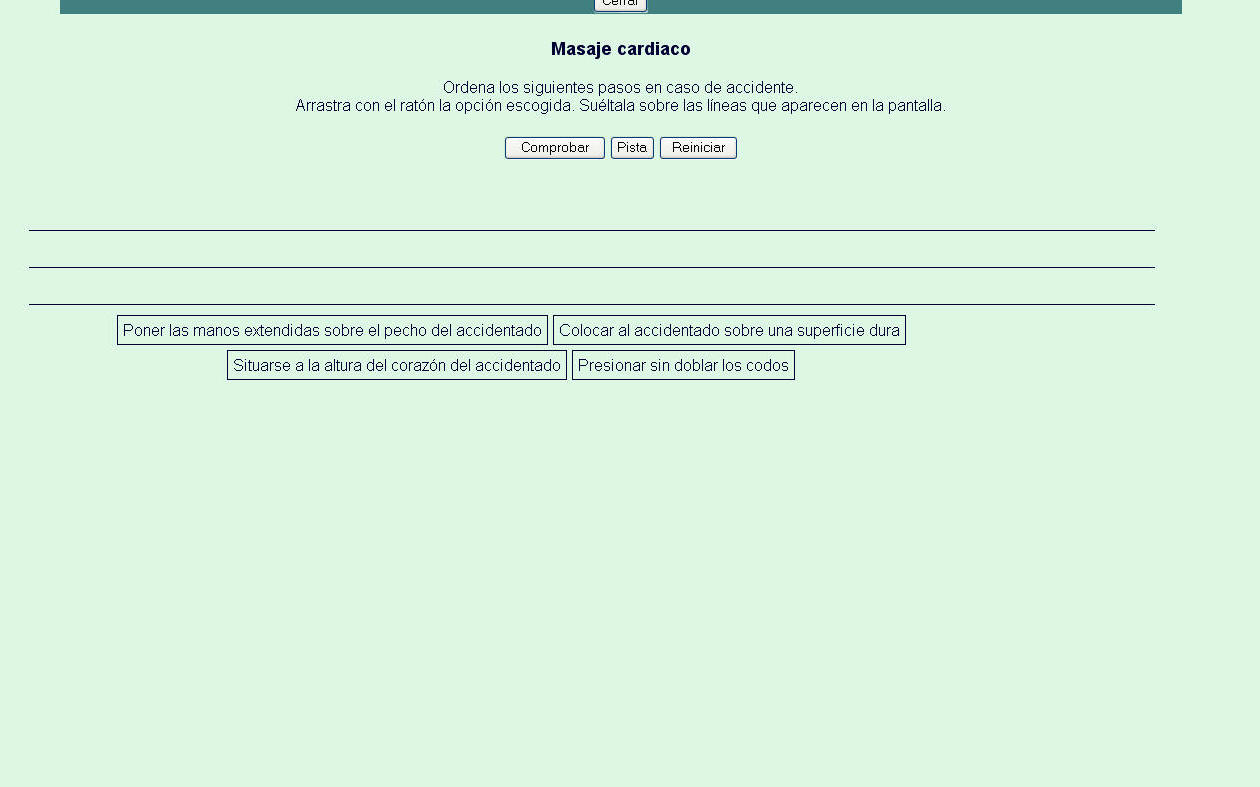 Cerrar
Masaje cardiaco
Ordena los siguientes pasos en caso de accidente.
Arrastra con el ratón la opción escogida. Suéltala sobre las líneas que aparecen en la pantalla.
Comprobar Pista Reiniciar
Poner las manos extendidas sobre el pecho del accidentado Colocar al accidentado sobre una superficie dura
Situarse a la altura del corazón del accidentado Presionar sin doblar los codos